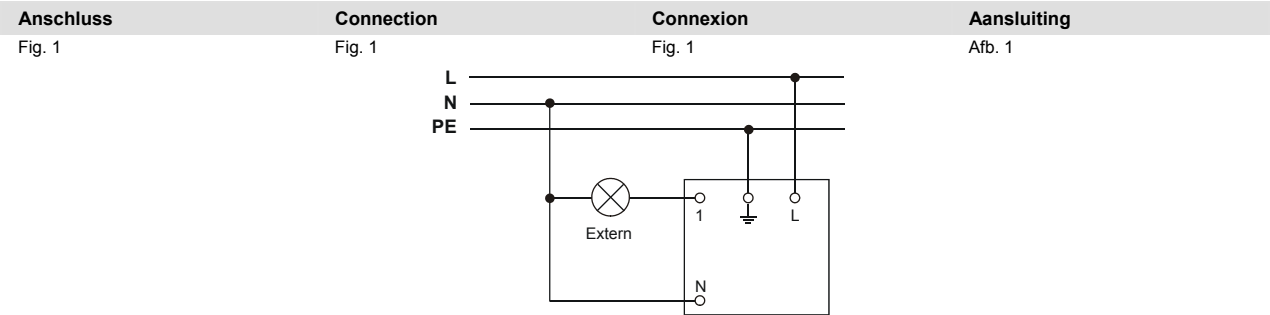 Anschluss Connection Connexion Aansluiting
Fig. 1 Fig. 1 Fig. 1 Afb. 1
L
N
PE
1 L
Extern
N